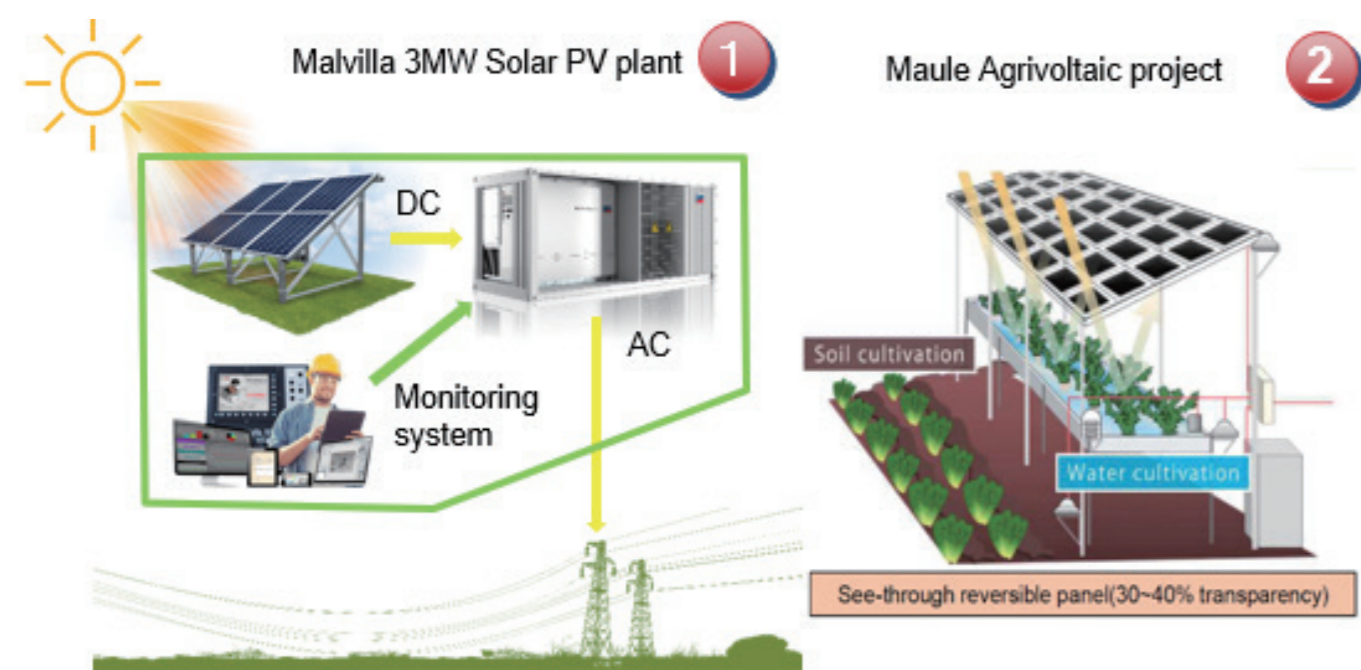 Malvilla 3MW Solar PV plant
1
Maule Agrivoltaic project
2
DC
AC
Monitoring
system
Soil cultivation
Water cultivation
See-through reversible panel(30~40% transparency)